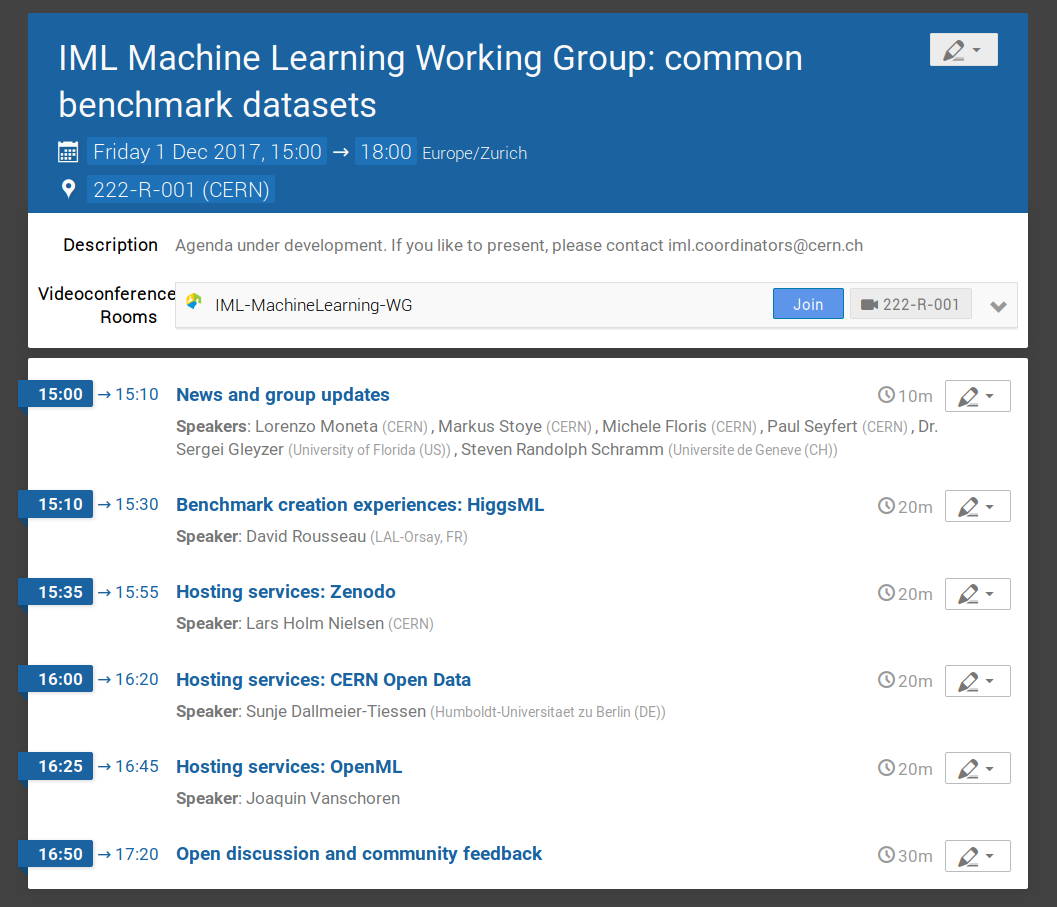 IML Machine Learning Working Group: common
benchmark datasets
Friday 1 Dec 2017, 15:00 → 18:00 Europe/Zurich
222-R-001 (CERN)
Description Agenda under development. If you like to present, please contact iml.coordinators@cern.ch
Videoconference
Rooms
IML-MachineLearning-WG Join 222-R-001
15:00 → 15:10 News and group updates 10m
Speakers: Lorenzo Moneta (CERN) , Markus Stoye (CERN) , Michele Floris (CERN) , Paul Seyfert (CERN) , Dr.
Sergei Gleyzer (University of Florida (US)) , Steven Randolph Schramm (Universite de Geneve (CH))
15:10 → 15:30 Benchmark creation experiences: HiggsML 20m
Speaker: David Rousseau (LAL-Orsay, FR)
15:35 → 15:55 Hosting services: Zenodo 20m
Speaker: Lars Holm Nielsen (CERN)
16:00 → 16:20 Hosting services: CERN Open Data 20m
Speaker: Sunje Dallmeier-Tiessen (Humboldt-Universitaet zu Berlin (DE))
16:25 → 16:45 Hosting services: OpenML 20m
Speaker: Joaquin Vanschoren
16:50 → 17:20 Open discussion and community feedback 30m